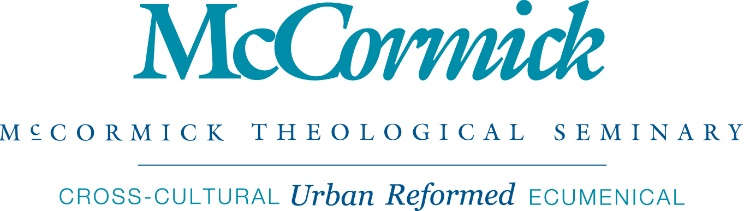 McCormick
McCORMICK THEOLOGICAL SEMINARY
CROSS-CULTURAL Urban Reformed ECUMENICAL